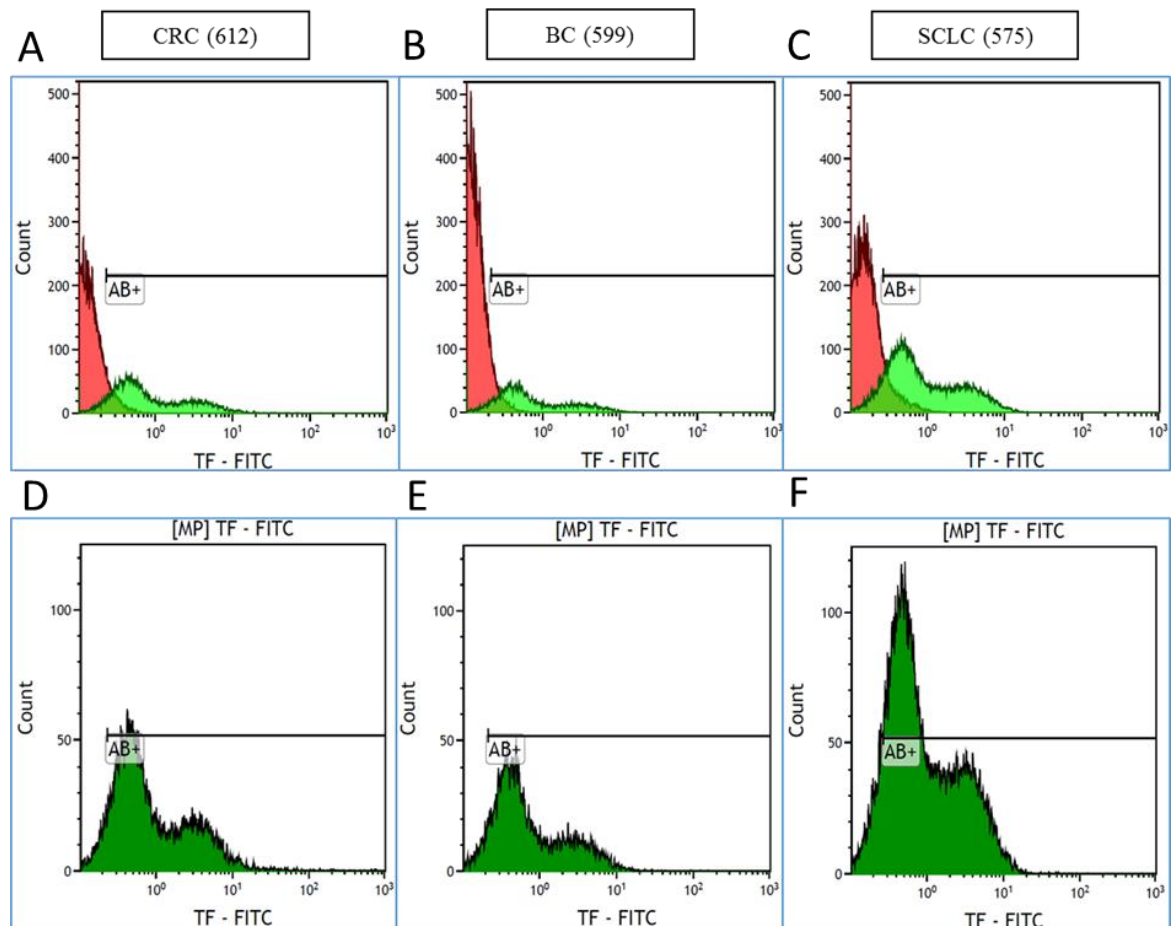 A CRC (612) B BC (599) C SCLC (575)
500 500 500
400 400 400
300 300 300
200 200 200
100 100 100
0 0 0
Count Count Count
AB+ AB+ AB+
10⁰ 10¹ 10² 10³ 10⁰ 10¹ 10² 10³ 10⁰ 10¹ 10² 10³
TF - FITC TF - FITC TF - FITC
D E F
[MP] TF - FITC [MP] TF - FITC [MP] TF - FITC
100 100 100
50 50 50
0 0 0
Count Count Count
AB+ AB+ AB+
10⁰ 10¹ 10² 10³ 10⁰ 10¹ 10² 10³ 10⁰ 10¹ 10² 10³
TF - FITC TF - FITC TF - FITC